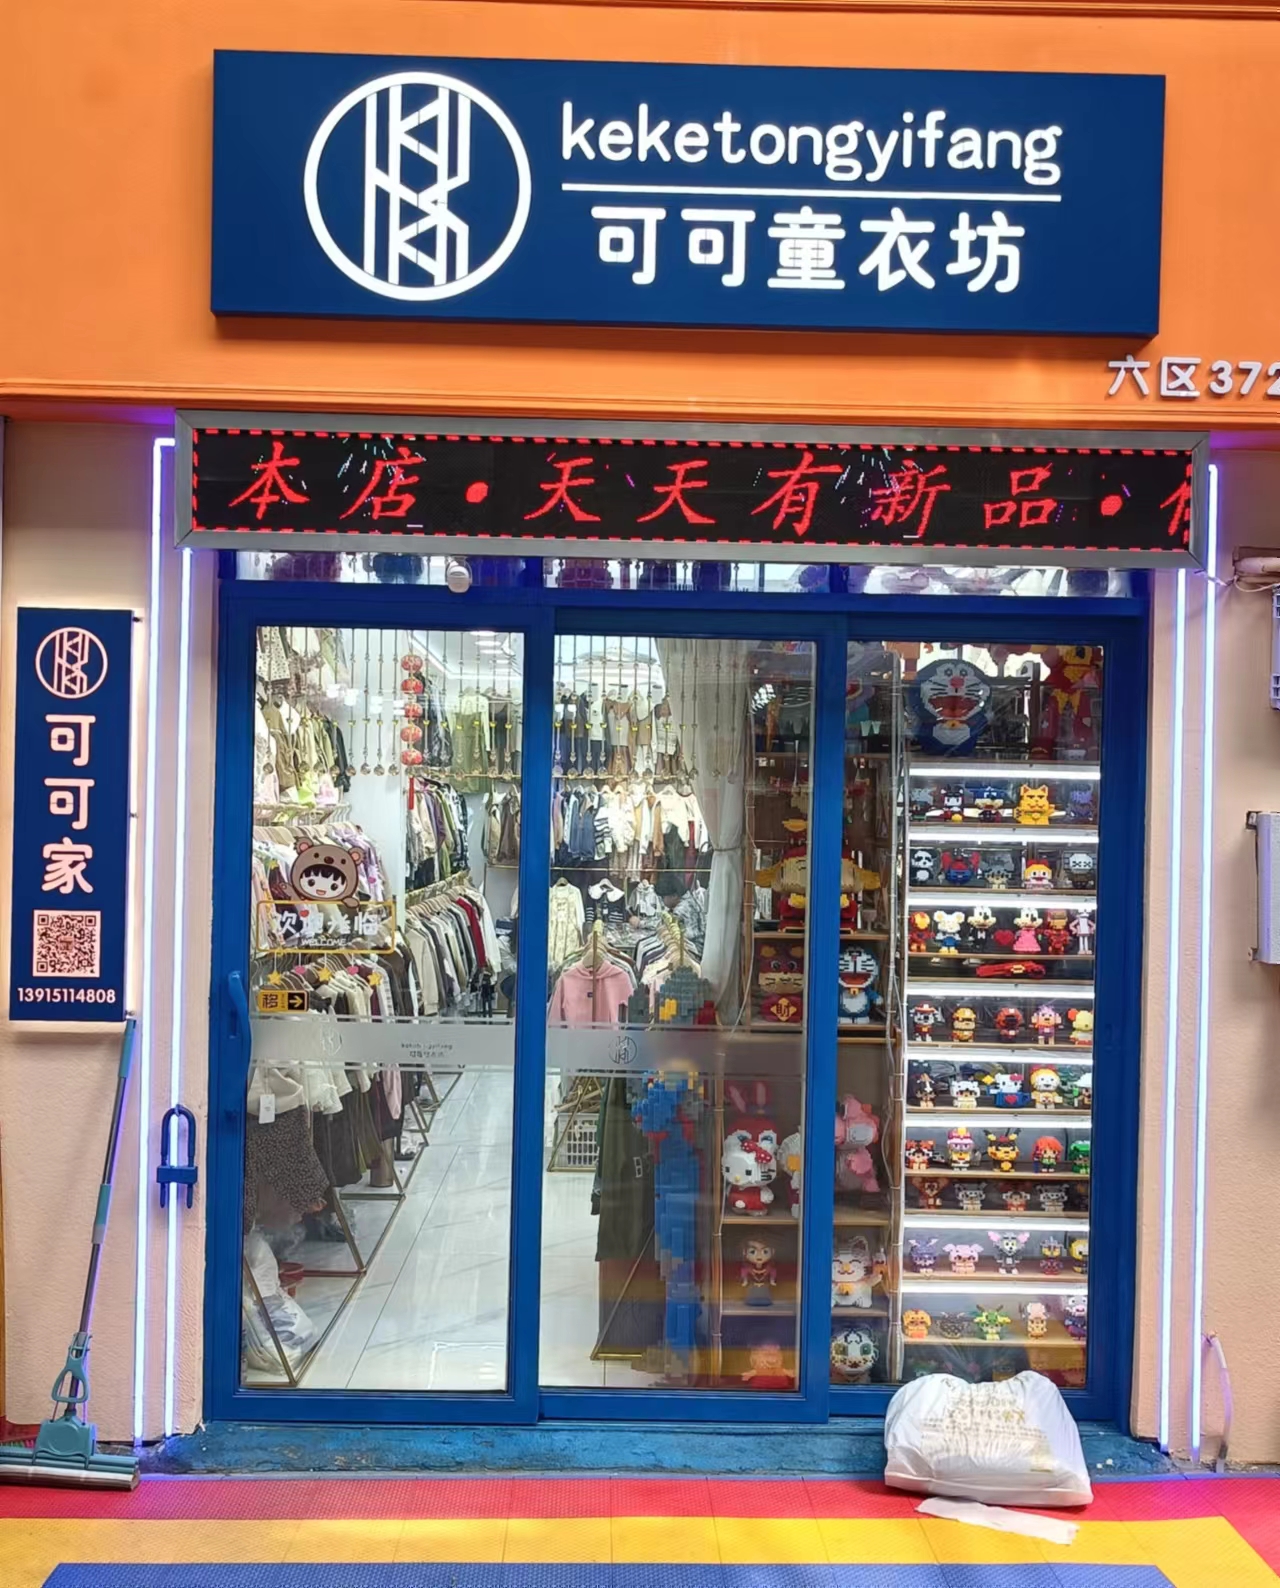 keketongyifang
可可童衣坊
六区372
本店·天天有新品·
可可家
13915114808
欢迎光临
WELCOME
移
财